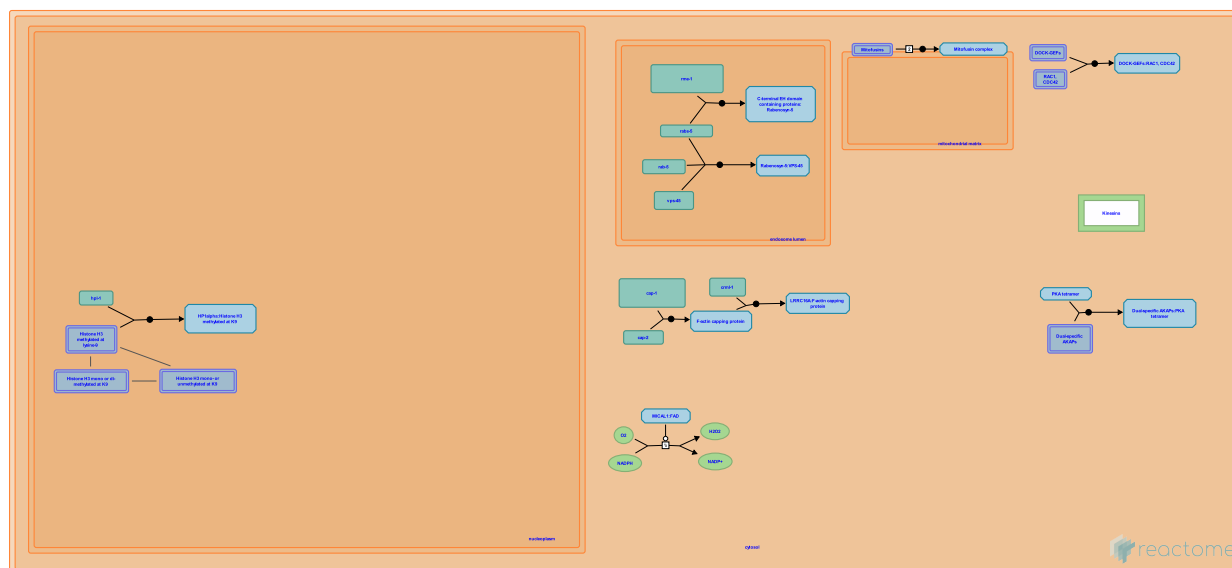 Mitofusins
2
Mitofusin complex
mitochondrial matrix
DOCK-GEFs
RAC1,
CDC42
DOCK-GEFs:RAC1, CDC42
rme-1
C-terminal EH domain
containing proteins:
Rabenosyn-5
rabs-5
rab-5
Rabenosyn-5:VPS45
vps-45
endosome lumen
Kinesins
hpl-1
HP1alpha:Histone H3
methylated at K9
Histone H3
methylated at
lysine-9
Histone H3 mono or di-
methylated at K9
Histone H3 mono- or
unmethylated at K9
nucleoplasm
cap-1
cap-2
F-actin capping protein
crml-1
LRRC16A:F-actin capping
protein
PKA tetramer
Dual-specific
AKAPs
Dual-specific AKAPs:PKA
tetramer
MICAL1:FAD
O2
NADPH
H2O2
NADP+
cytosol
reactome